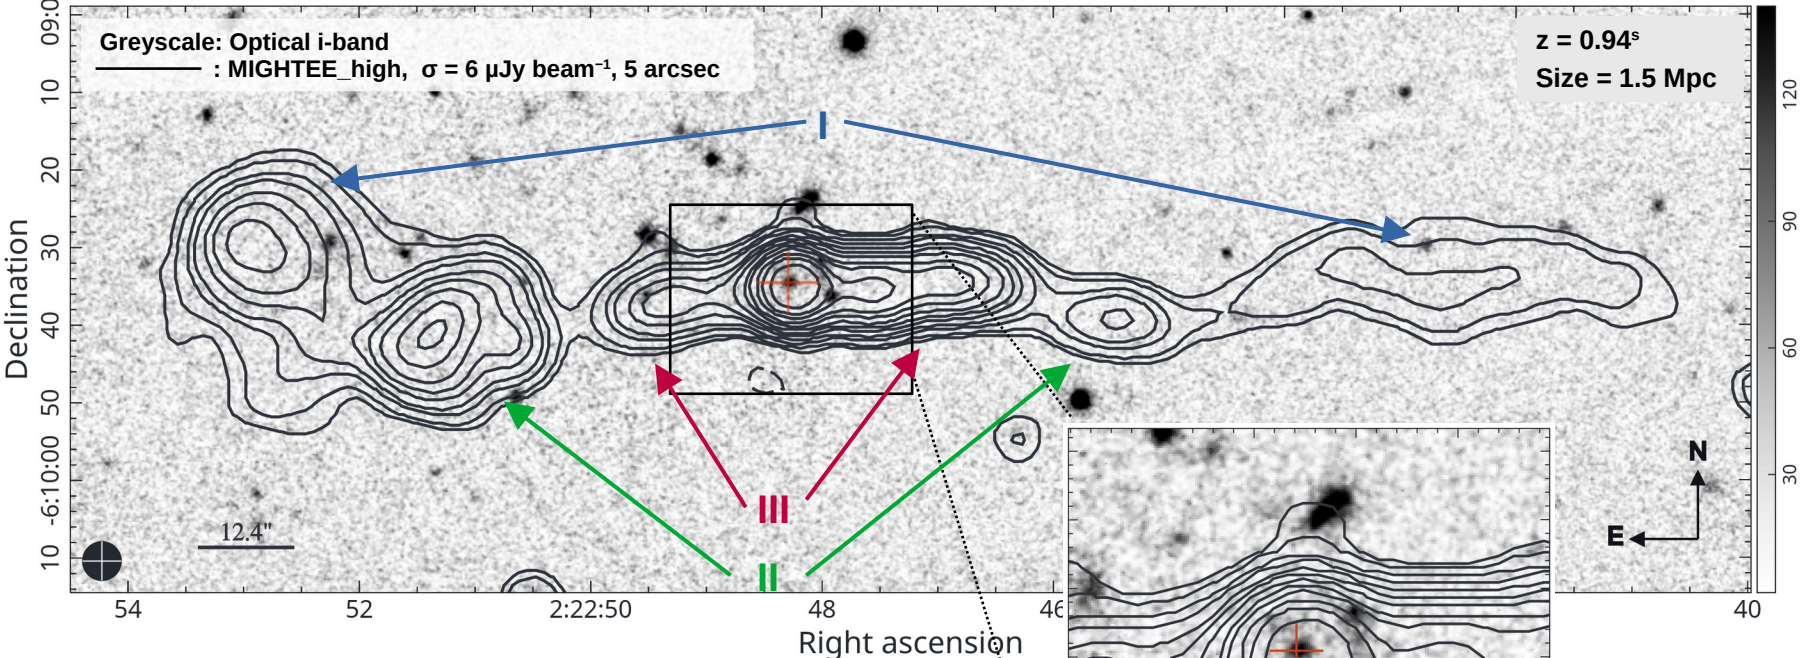 Greyscale: Optical i-band
: MIGHTEE_high, σ = 6 µJy beam⁻¹, 5 arcsec
z = 0.94ˢ
Size = 1.5 Mpc
I
III
II
12.4"
N
E
Declination
09:0
10
20
30
40
50
-6:10:00
10
54
52
2:22:50
48
46
40
Right ascension
120
90
60
30